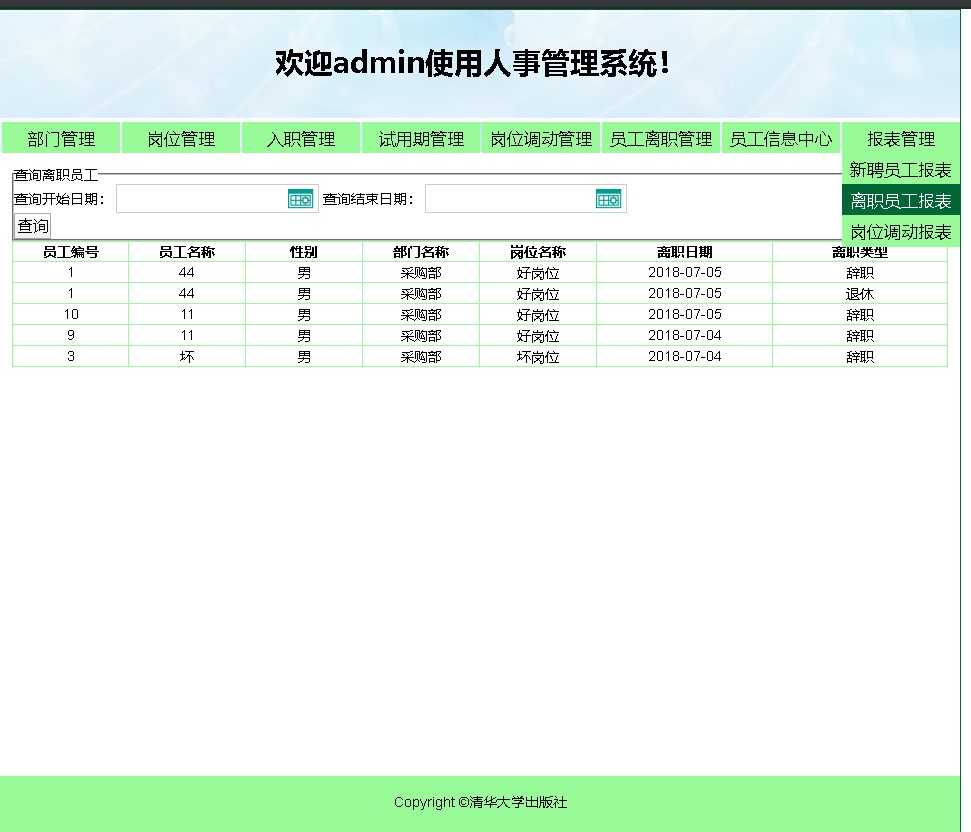 欢迎admin使用人事管理系统!
部门管理 岗位管理 入职管理 试用期管理 岗位调动管理 员工离职管理 员工信息中心 报表管理
新聘员工报表
离职员工报表
岗位调动报表
查询离职员工
查询开始日期: 查询结束日期:
查询
员工编号 员工名称 性别 部门名称 岗位名称 离职日期 离职类型
1 44 男 采购部 好岗位 2018-07-05 辞职
1 44 男 采购部 好岗位 2018-07-05 退休
10 11 男 采购部 好岗位 2018-07-05 辞职
9 11 男 采购部 好岗位 2018-07-04 辞职
3 坏 男 采购部 坏岗位 2018-07-04 辞职
Copyright ©清华大学出版社